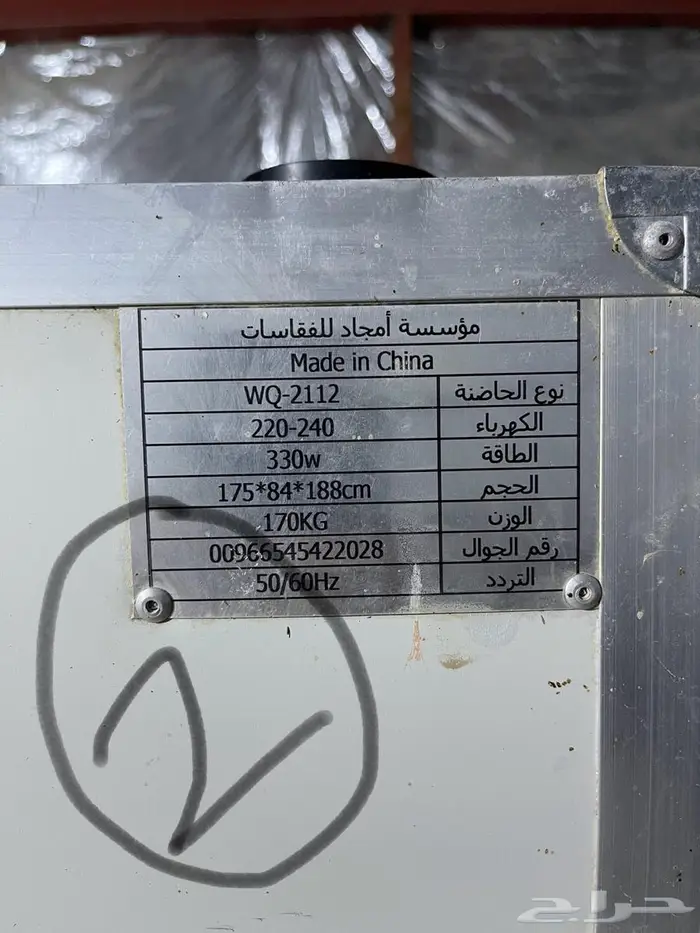 مؤسسة أمجاد للفقاسات
Made in China
نوع الحاضنة WQ-2112
الكهرباء 220-240
الطاقة 330w
الحجم 175*84*188cm
الوزن 170KG
رقم الجوال 00966545422028
التردد 50/60Hz
2
حراج